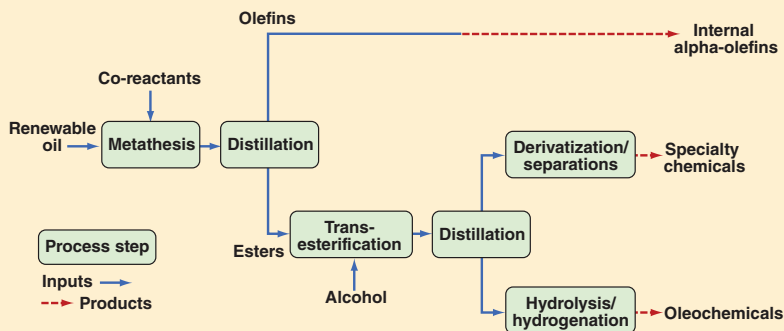 Olefins
Internal
alpha-olefins
Co-reactants
Renewable
oil
Metathesis
Distillation
Derivatization/
separations
Specialty
chemicals
Trans-
esterification
Distillation
Esters
Process step
Inputs
Products
Alcohol
Hydrolysis/
hydrogenation
Oleochemicals